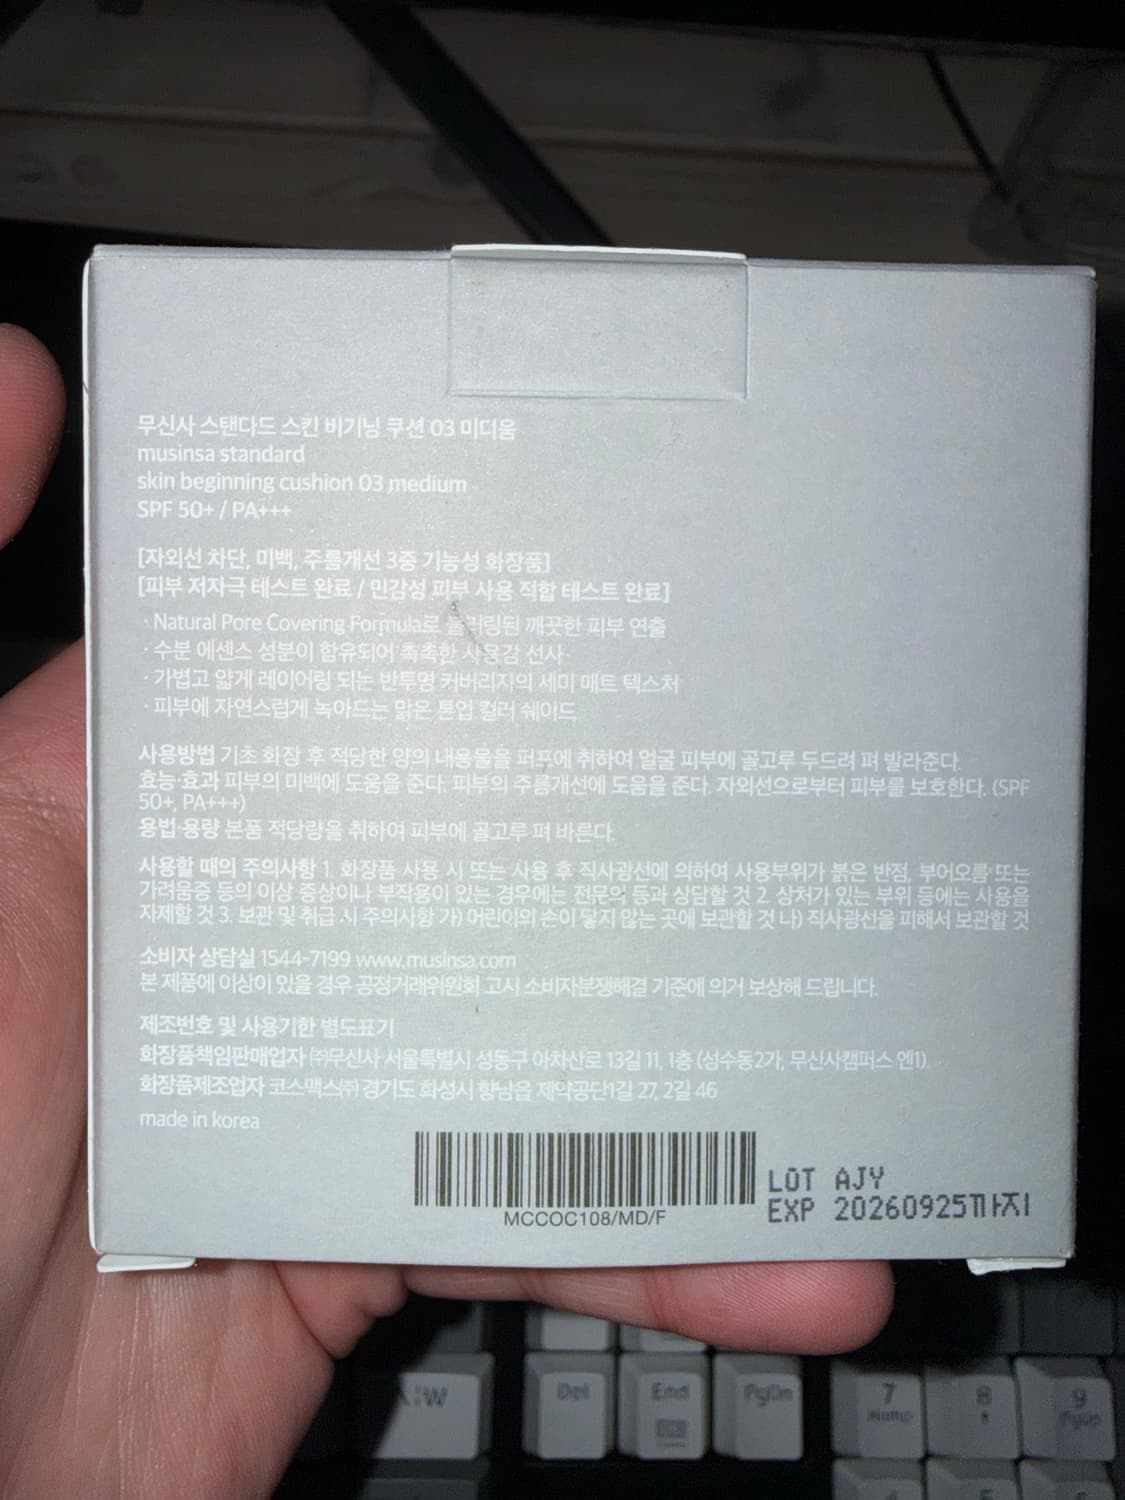 무신사 스탠다드 스킨 비기닝 쿠션 03 미디움
musinsa standard
skin beginning cushion 03 medium
SPF 50+ / PA+++
[자외선 차단, 미백, 주름개선 3중 기능성 화장품]
[피부 저자극 테스트 완료 / 민감성 피부 사용 적합 테스트 완료]
· Natural Pore Covering Formula로 블러링된 깨끗한 피부 연출
· 수분 에센스 성분이 함유되어 촉촉한 사용감 선사
· 가볍고 얇게 레이어링 되는 반투명 커버리지의 세미 매트 텍스처
· 피부에 자연스럽게 녹아드는 맑은 톤업 컬러 쉐이드
사용방법 기초 화장 후 적당한 양의 내용물을 퍼프에 취하여 얼굴 피부에 골고루 두드려 펴 발라준다.
효능·효과 피부의 미백에 도움을 준다. 피부의 주름개선에 도움을 준다. 자외선으로부터 피부를 보호한다. (SPF
50+, PA+++)
용법·용량 본품 적당량을 취하여 피부에 골고루 펴 바른다.
사용할 때의 주의사항 1. 화장품 사용 시 또는 사용 후 직사광선에 의하여 사용부위가 붉은 반점, 부어오름 또는
가려움증 등의 이상 증상이나 부작용이 있는 경우에는 전문의 등과 상담할 것 2. 상처가 있는 부위 등에는 사용을
자제할 것 3. 보관 및 취급 시 주의사항 가) 어린이의 손이 닿지 않는 곳에 보관할 것 나) 직사광선을 피해서 보관할 것
소비자 상담실 1544-7199 www.musinsa.com
본 제품에 이상이 있을 경우 공정거래위원회 고시 소비자분쟁해결 기준에 의거 보상해 드립니다.
제조번호 및 사용기한 별도표기
화장품책임판매업자 ㈜무신사 서울특별시 성동구 아차산로 13길 11, 1층 (성수동2가, 무신사캠퍼스 엔1)
화장품제조업자 코스맥스㈜ 경기도 화성시 향남읍 제약공단1길 27, 2길 46
made in korea
MCCOC108/MD/F
LOT AJY
EXP 20260925까지
Del
End
PgDn
7
Home
8
9
PgUp